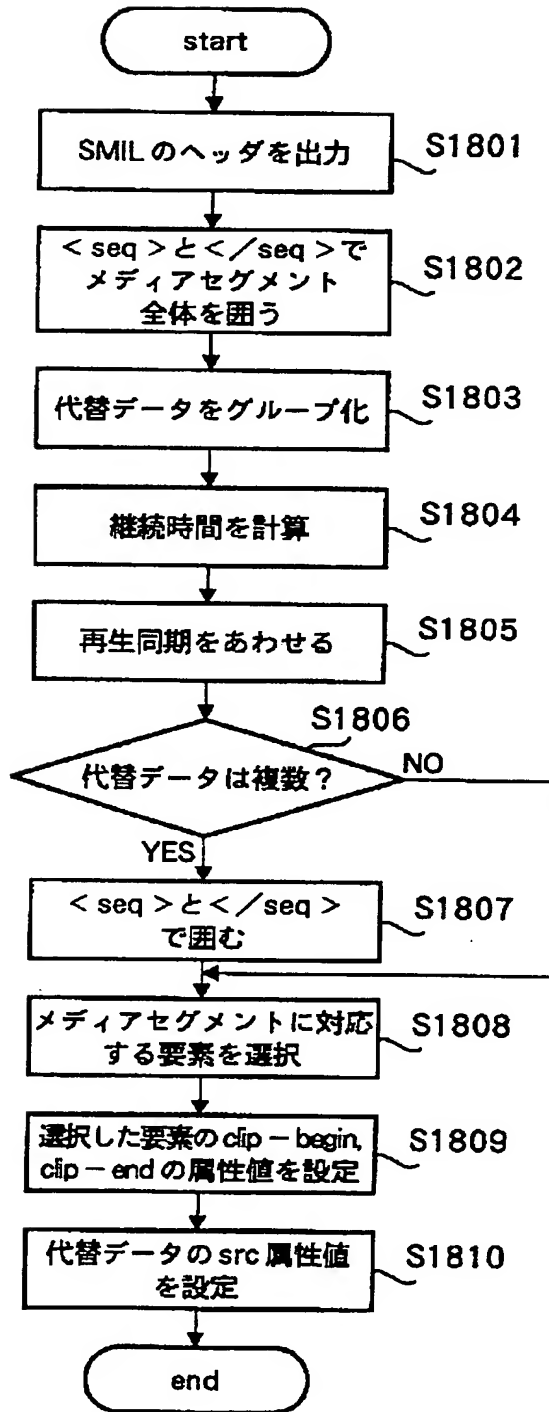 start
SMILのヘッダを出力
S1801
<seq>と</seq>で
メディアセグメント
全体を囲う
S1802
代替データをグループ化
S1803
継続時間を計算
S1804
再生同期をあわせる
S1805
S1806
代替データは複数?
NO
YES
<seq>と</seq>
で囲む
S1807
メディアセグメントに対応
する要素を選択
S1808
選択した要素のclip-begin,
clip-endの属性値を設定
S1809
代替データのsrc属性値
を設定
S1810
end